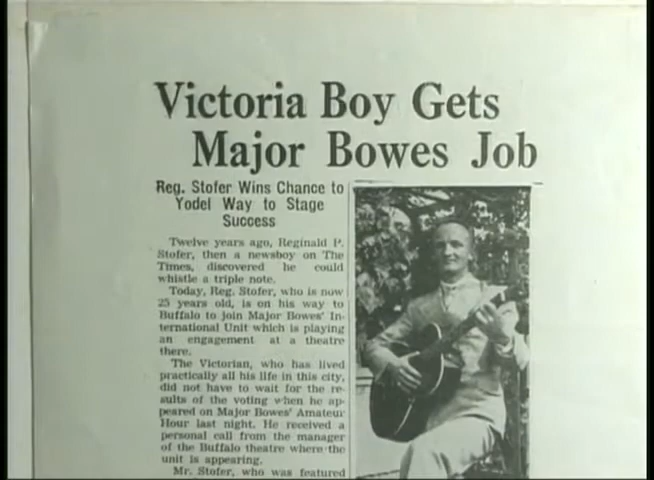 Victoria Boy Gets
Major Bowes Job
Reg. Stofer Wins Chance to
Yodel Way to Stage
Success
Twelve years ago, Reginald P.
Stofer, then a newsboy on The
Times, discovered he could
whistle a triple note.
Today, Reg. Stofer, who is now
25 years old, is on his way to
Buffalo to join Major Bowes' In-
ternational Unit which is playing
an engagement at a theatre
there.
The Victorian, who has lived
practically all his life in this city,
did not have to wait for the re-
sults of the voting when he ap-
peared on Major Bowes' Amateur
Hour last night. He received a
personal call from the manager
of the Buffalo theatre where the
unit is appearing.
Mr. Stofer, who was featured